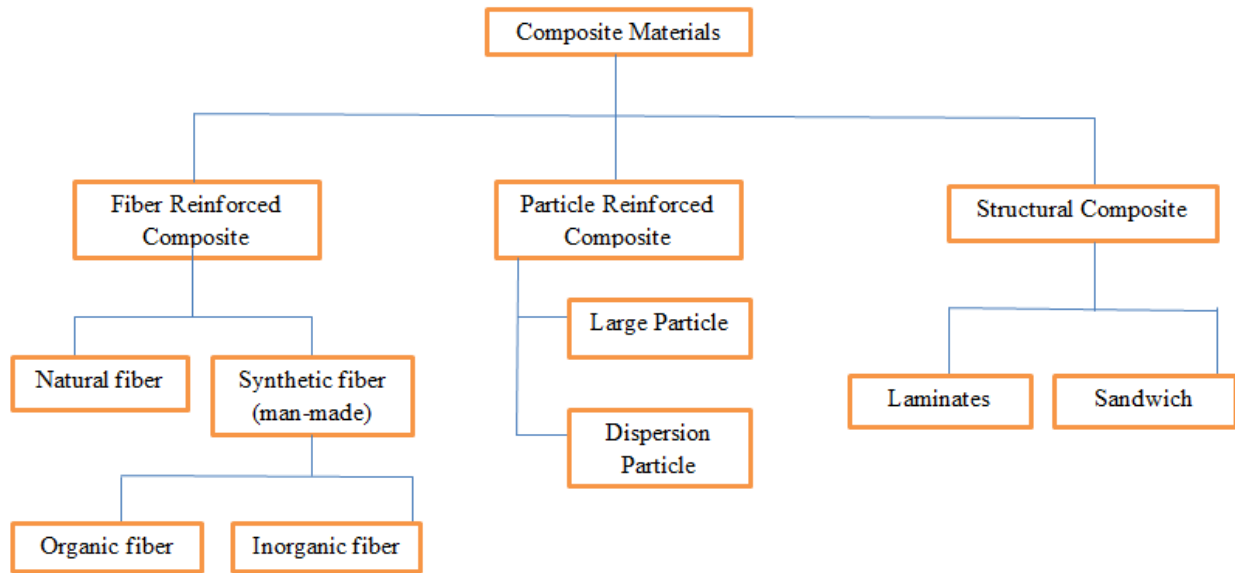 Composite Materials
Fiber Reinforced
Composite
Particle Reinforced
Composite
Structural Composite
Large Particle
Natural fiber
Synthetic fiber
(man-made)
Laminates
Sandwich
Dispersion
Particle
Organic fiber
Inorganic fiber